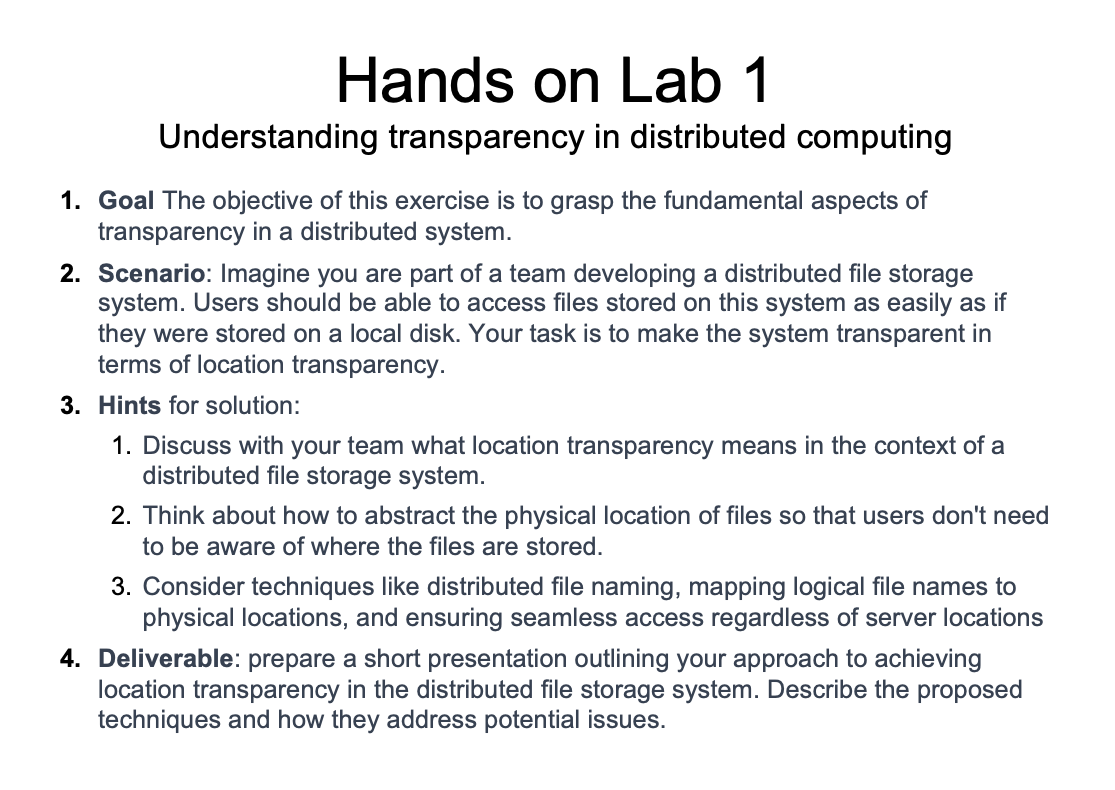 Hands on Lab 1
Understanding transparency in distributed computing
1. Goal The objective of this exercise is to grasp the fundamental aspects of
transparency in a distributed system.
2. Scenario: Imagine you are part of a team developing a distributed file storage
system. Users should be able to access files stored on this system as easily as if
they were stored on a local disk. Your task is to make the system transparent in
terms of location transparency.
3. Hints for solution:
1. Discuss with your team what location transparency means in the context of a
distributed file storage system.
2. Think about how to abstract the physical location of files so that users don't need
to be aware of where the files are stored.
3. Consider techniques like distributed file naming, mapping logical file names to
physical locations, and ensuring seamless access regardless of server locations
4. Deliverable: prepare a short presentation outlining your approach to achieving
location transparency in the distributed file storage system. Describe the proposed
techniques and how they address potential issues.